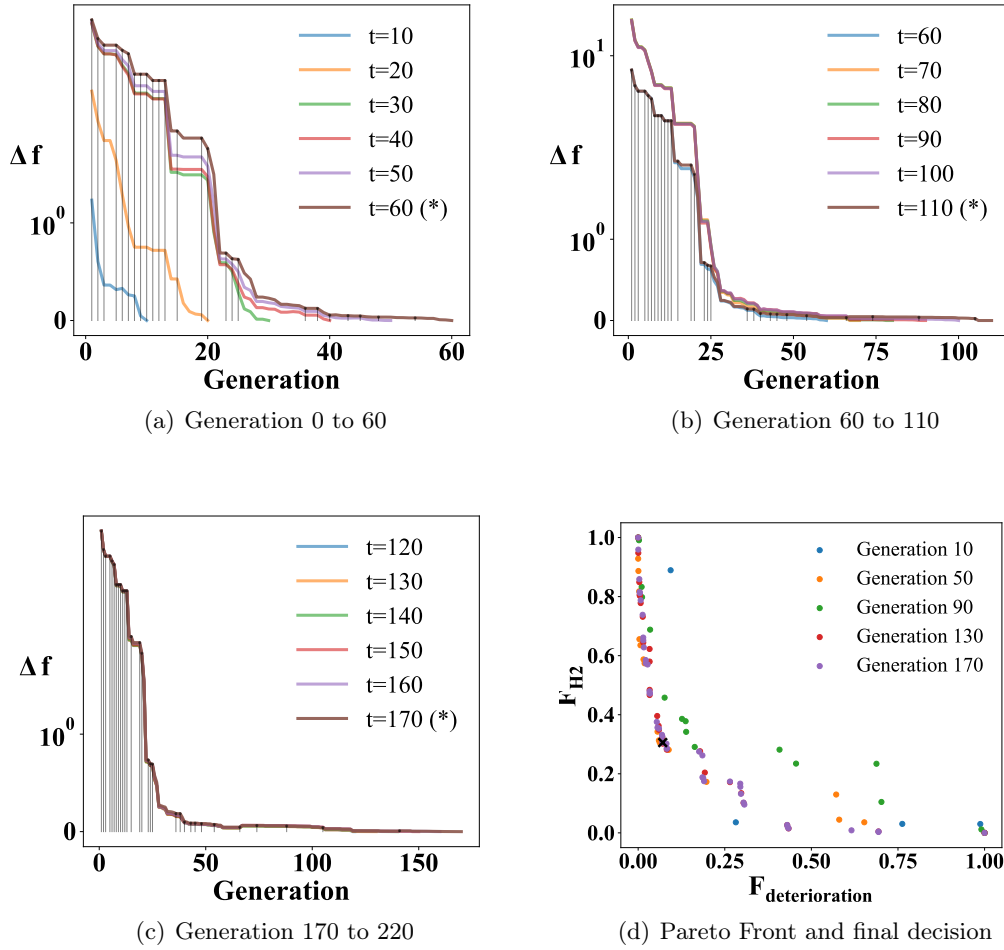 t=10
t=20
t=30
t=40
t=50
t=60 (*)
Δ f
10⁰
0
0
20
40
60
Generation
(a) Generation 0 to 60
t=60
t=70
t=80
t=90
t=100
t=110 (*)
10¹
Δ f
10⁰
0
0
25
50
75
100
Generation
(b) Generation 60 to 110
t=120
t=130
t=140
t=150
t=160
t=170 (*)
Δ f
10⁰
0
0
50
100
150
Generation
(c) Generation 170 to 220
Generation 10
Generation 50
Generation 90
Generation 130
Generation 170
1.0
0.8
0.6
0.4
0.2
0.0
F_H2
0.00
0.25
0.50
0.75
1.00
F_deterioration
(d) Pareto Front and final decision